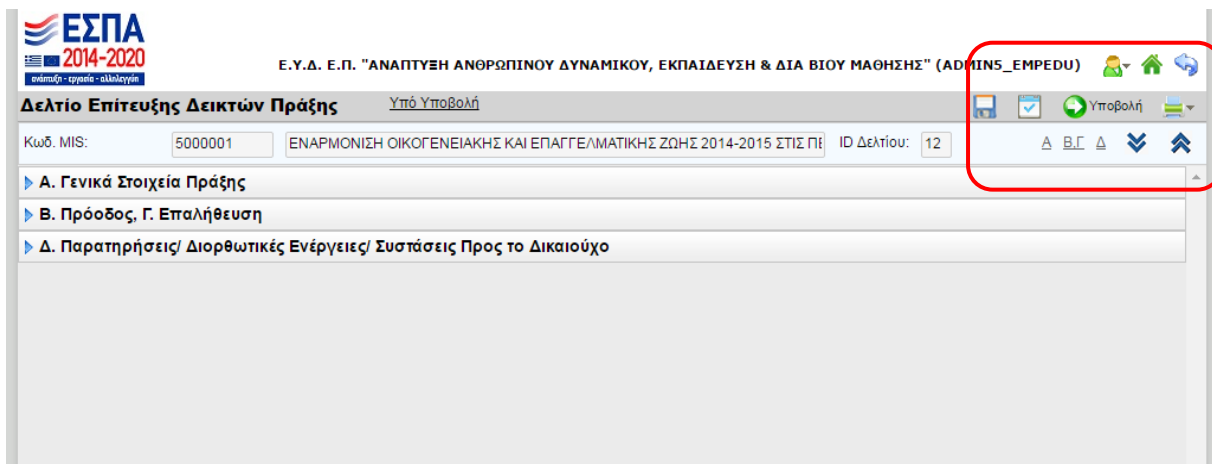 ΕΣΠΑ
2014-2020
ανάπτυξη - εργασία - αλληλεγγύη
Ε.Υ.Δ. Ε.Π. "ΑΝΑΠΤΥΞΗ ΑΝΘΡΩΠΙΝΟΥ ΔΥΝΑΜΙΚΟΥ, ΕΚΠΑΙΔΕΥΣΗ & ΔΙΑ ΒΙΟΥ ΜΑΘΗΣΗΣ" (ADMIN5_EMPEDU)
Δελτίο Επίτευξης Δεικτών Πράξης Υπό Υποβολή Υποβολή
Κωδ. MIS: 5000001 ΕΝΑΡΜΟΝΙΣΗ ΟΙΚΟΓΕΝΕΙΑΚΗΣ ΚΑΙ ΕΠΑΓΓΕΛΜΑΤΙΚΗΣ ΖΩΗΣ 2014-2015 ΣΤΙΣ ΠΕ ID Δελτίου: 12 Α Β.Γ Δ
Α. Γενικά Στοιχεία Πράξης
Β. Πρόοδος, Γ. Επαλήθευση
Δ. Παρατηρήσεις/ Διορθωτικές Ενέργειες/ Συστάσεις Προς το Δικαιούχο